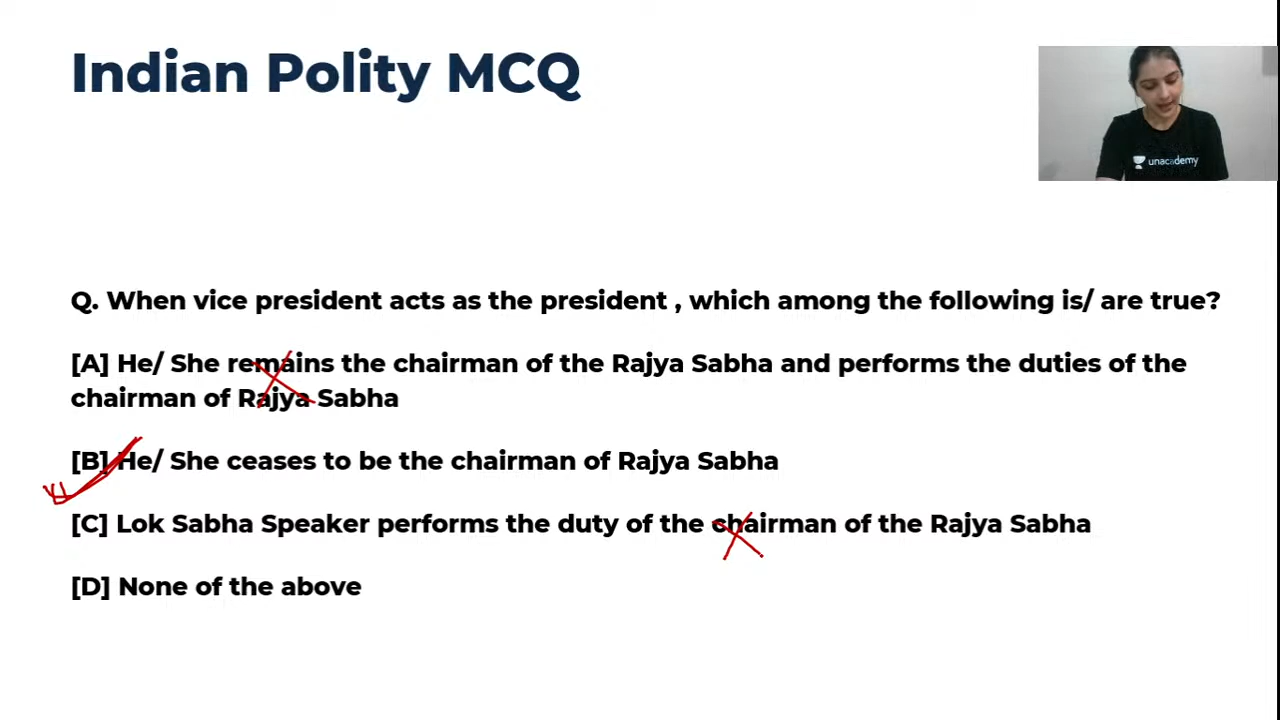 Indian Polity MCQ
unacademy
Q. When vice president acts as the president , which among the following is/ are true?
[A] He/ She remains the chairman of the Rajya Sabha and performs the duties of the
chairman of Rajya Sabha
[B] He/ She ceases to be the chairman of Rajya Sabha
[C] Lok Sabha Speaker performs the duty of the chairman of the Rajya Sabha
[D] None of the above